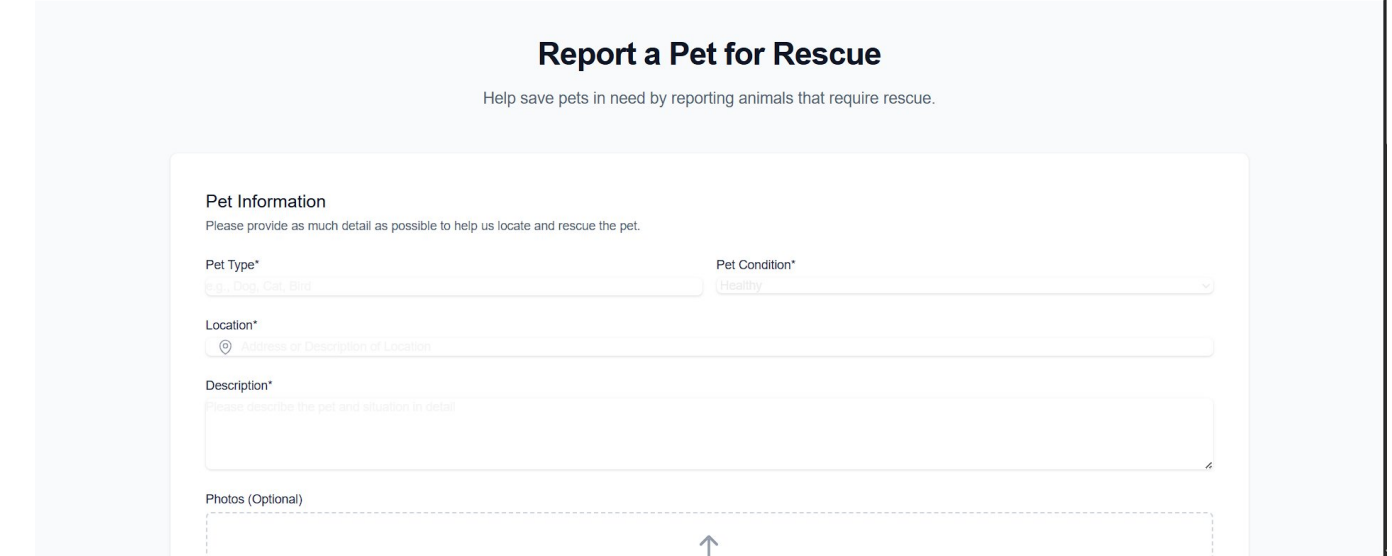 Report a Pet for Rescue
Help save pets in need by reporting animals that require rescue.
Pet Information
Please provide as much detail as possible to help us locate and rescue the pet.
Pet Type* Pet Condition*
e.g., Dog, Cat, Bird Healthy
Location*
Address or Description of Location
Description*
Please describe the pet and situation in detail
Photos (Optional)